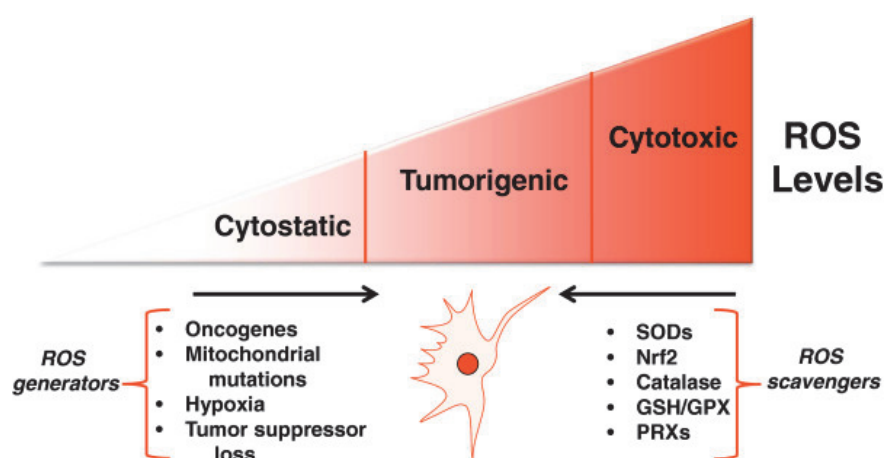 Cytotoxic
Tumorigenic
Cytostatic
ROS
Levels
ROS
generators
• Oncogenes
• Mitochondrial
mutations
• Hypoxia
• Tumor suppressor
loss
• SODs
• Nrf2
• Catalase
• GSH/GPX
• PRXs
ROS
scavengers